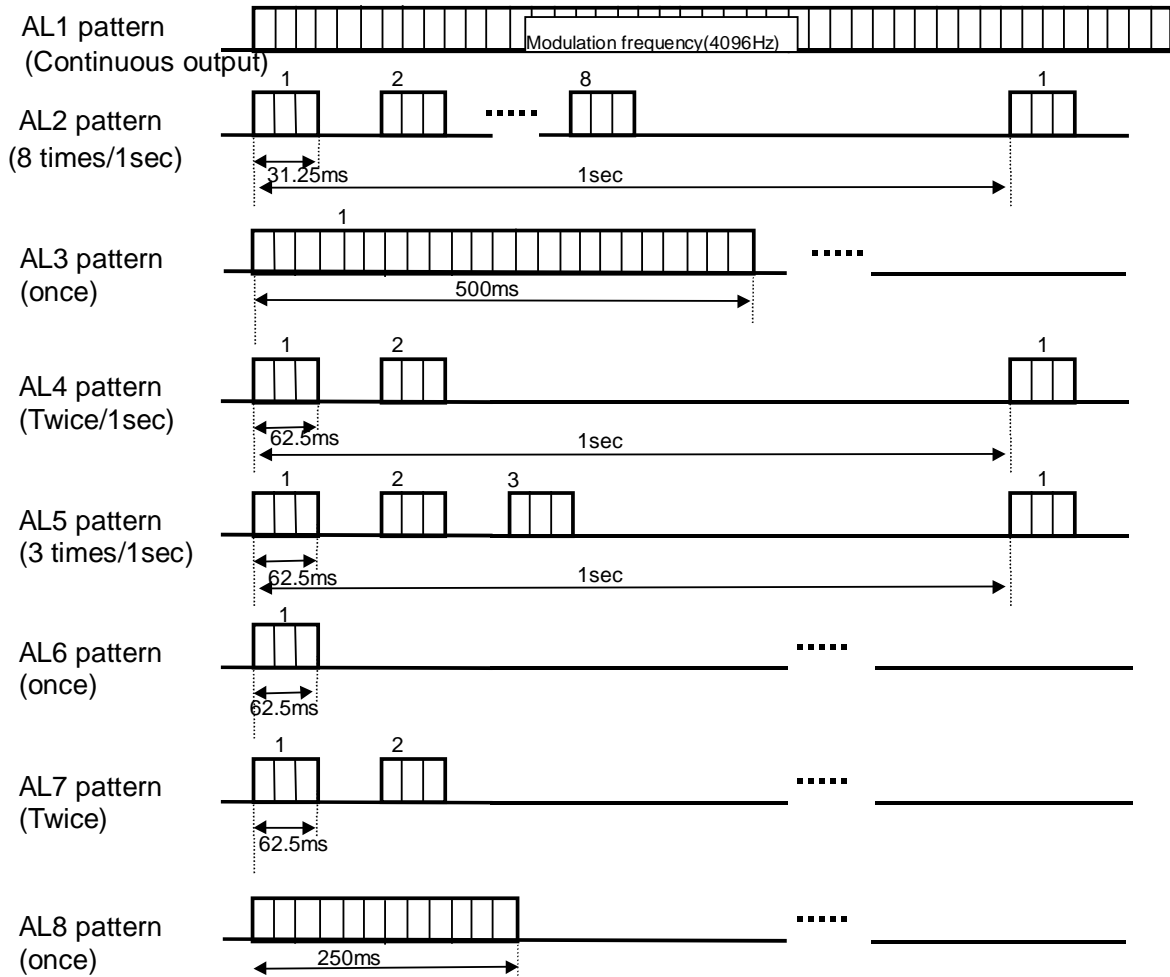 AL1 pattern
(Continuous output)
Modulation frequency(4096Hz)
1 2 8 1
AL2 pattern
(8 times/1sec)
31.25ms
1sec
1
AL3 pattern
(once)
500ms
1 2 1
AL4 pattern
(Twice/1sec)
62.5ms
1sec
1 2 3 1
AL5 pattern
(3 times/1sec)
62.5ms
1sec
1
AL6 pattern
(once)
62.5ms
1 2
AL7 pattern
(Twice)
62.5ms
AL8 pattern
(once)
250ms